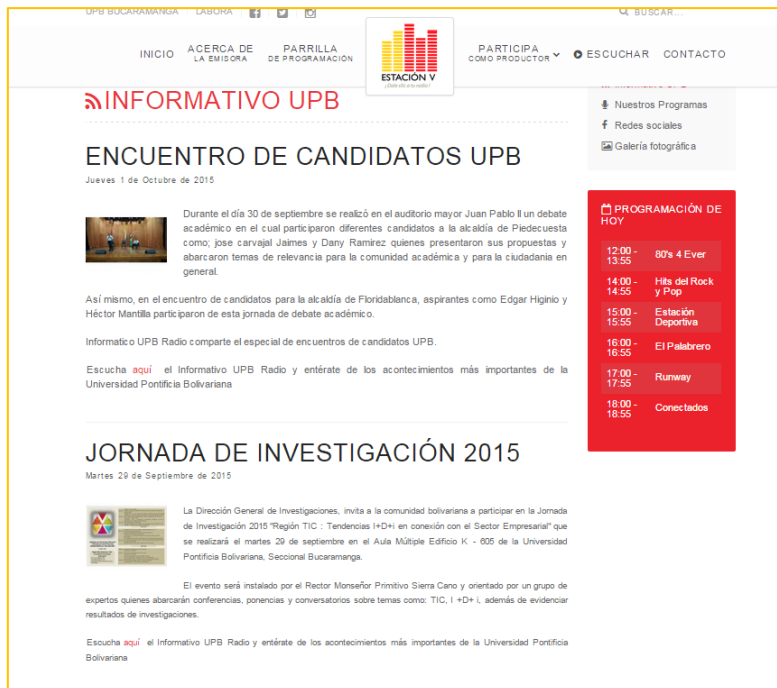 UPB BUCARAMANGA LABORA
BUSCAR...
INICIO
ACERCA DE
LA EMISORA
PARRILLA
DE PROGRAMACIÓN
ESTACIÓN V
¡Dale clic a tu radio!
PARTICIPA
COMO PRODUCTOR
ESCUCHAR
CONTACTO
INFORMATIVO UPB
ENCUENTRO DE CANDIDATOS UPB
Jueves 1 de Octubre de 2015
Durante el día 30 de septiembre se realizó en el auditorio mayor Juan Pablo II un debate
académico en el cual participaron diferentes candidatos a la alcaldía de Piedecuesta
como; jose carvajal Jaimes y Dany Ramirez quienes presentaron sus propuestas y
abarcaron temas de relevancia para la comunidad académica y para la ciudadania en
general.
Así mismo, en el encuentro de candidatos para la alcaldía de Floridablanca, aspirantes como Edgar Higinio y
Héctor Mantilla participaron de esta jornada de debate académico.
Informatico UPB Radio comparte el especial de encuentros de candidatos UPB.
Escucha aquí el Informativo UPB Radio y entérate de los acontecimientos más importantes de la
Universidad Pontificia Bolivariana
JORNADA DE INVESTIGACIÓN 2015
Martes 29 de Septiembre de 2015
La Dirección General de Investigaciones, invita a la comunidad bolivariana a participar en la Jornada
de Investigación 2015 "Región TIC : Tendencias I+D+i en conexión con el Sector Empresarial" que
se realizará el martes 29 de septiembre en el Aula Múltiple Edificio K - 605 de la Universidad
Pontificia Bolivariana, Seccional Bucaramanga.
El evento será instalado por el Rector Monseñor Primitivo Sierra Cano y orientado por un grupo de
expertos quienes abarcarán conferencias, ponencias y conversatorios sobre temas como: TIC, I +D+ i, además de evidenciar
resultados de investigaciones.
Escucha aquí el Informativo UPB Radio y entérate de los acontecimientos más importantes de la Universidad Pontificia
Bolivariana
Nuestros Programas
Redes sociales
Galería fotográfica
PROGRAMACIÓN DE
HOY
12:00 -
13:55
80's 4 Ever
14:00 -
14:55
Hits del Rock
y Pop
15:00 -
15:55
Estación
Deportiva
16:00 -
16:55
El Palabrero
17:00 -
17:55
Runway
18:00 -
18:55
Conectados